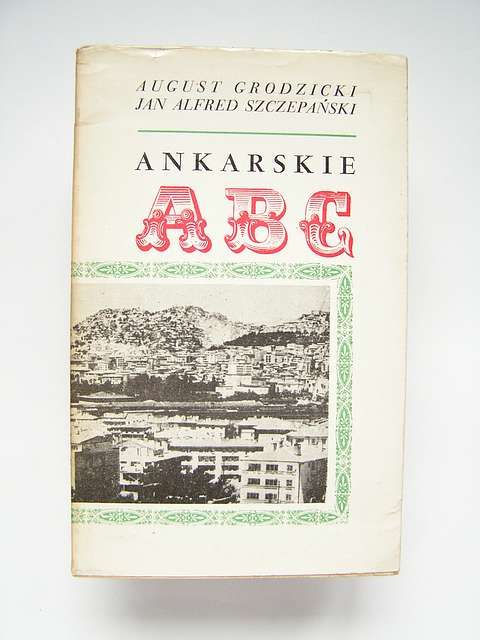 AUGUST GRODZICKI
JAN ALFRED SZCZEPAŃSKI
ANKARSKIE
ABC